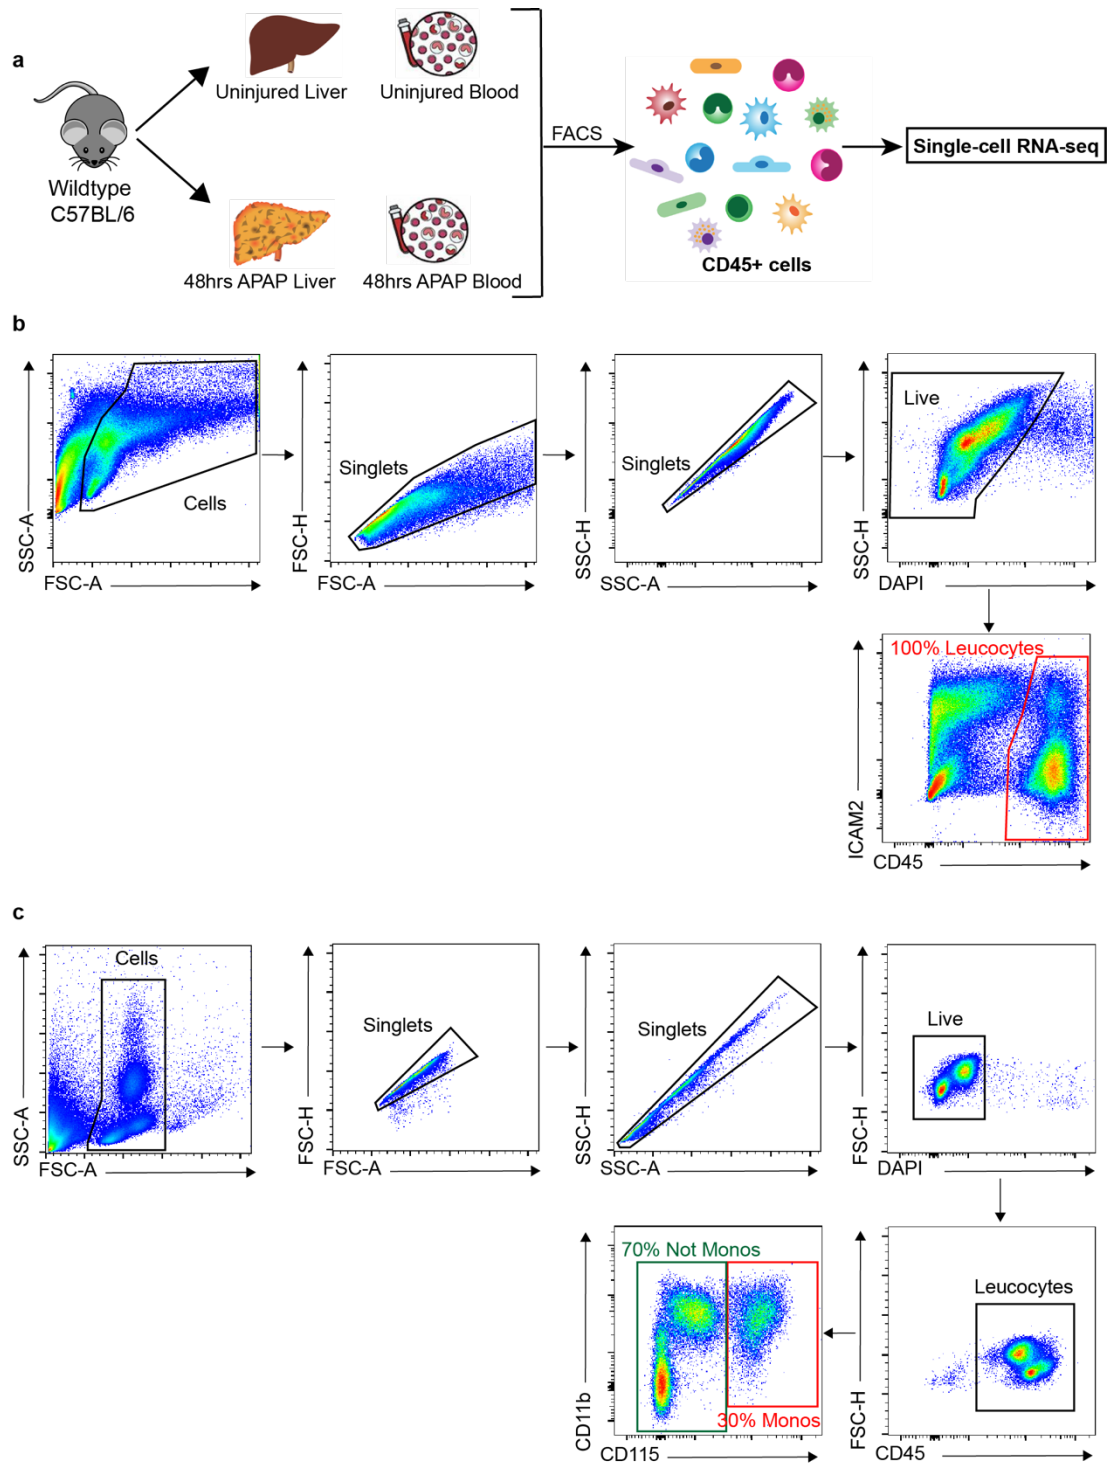 a
Uninjured Liver
Uninjured Blood
Wildtype
C57BL/6
48hrs APAP Liver
48hrs APAP Blood
FACS
CD45+ cells
Single-cell RNA-seq
b
SSC-A
Cells
FSC-A
FSC-H
Singlets
FSC-A
SSC-H
Singlets
SSC-A
SSC-H
Live
DAPI
100% Leucocytes
ICAM2
CD45
c
SSC-A
Cells
FSC-A
FSC-H
Singlets
FSC-A
SSC-H
Singlets
SSC-A
FSC-H
Live
DAPI
70% Not Monos
30% Monos
CD11b
CD115
Leucocytes
FSC-H
CD45